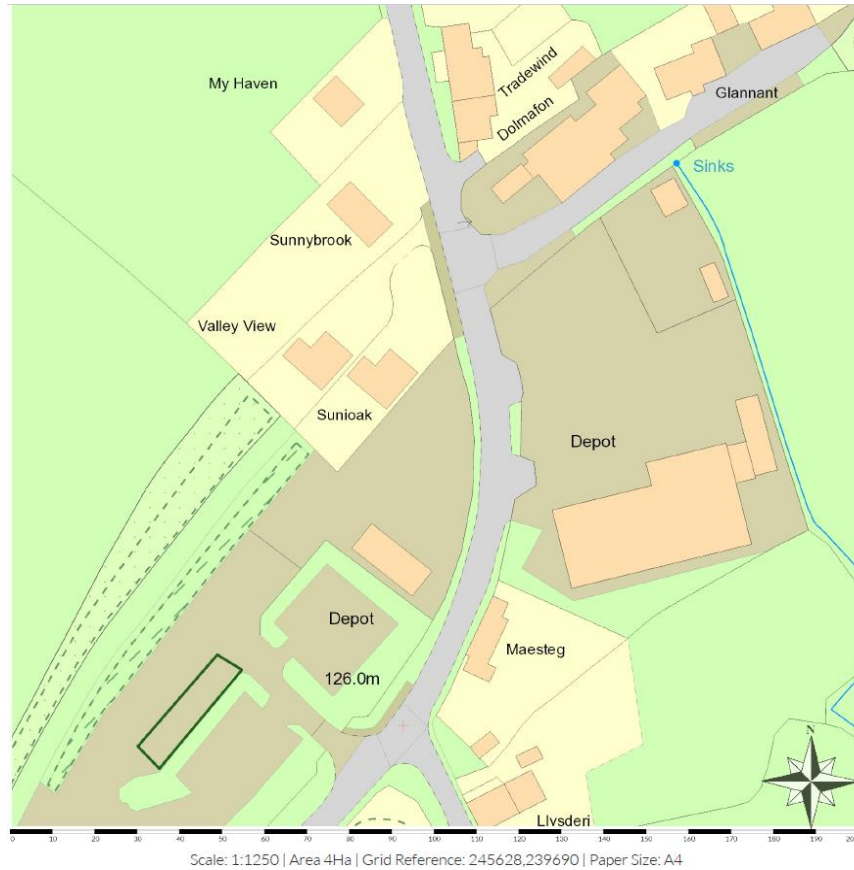 My Haven
Tradewind
Dolmafon
Glannant
Sinks
Sunnybrook
Valley View
Sunioak
Depot
Depot
126.0m
Maesteg
Llysderi
N
0 10 20 30 40 50 60 70 80 90 100 110 120 130 140 150 160 170 180 190 200
Scale: 1:1250 | Area 4Ha | Grid Reference: 245628,239690 | Paper Size: A4